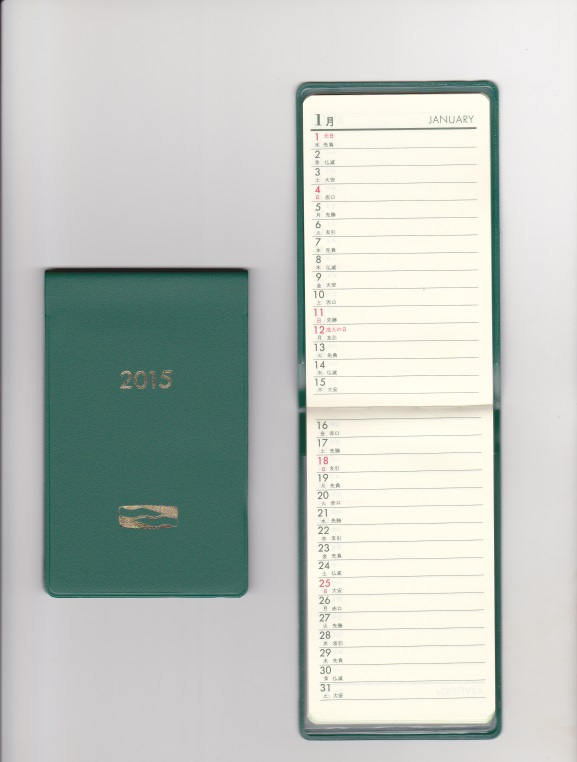 2015
1月 JANUARY
1 元日
木 先負
2
金 仏滅
3
土 大安
4
日 赤口
5
月 先勝
6
火 友引
7
水 先負
8
木 仏滅
9
金 大安
10
土 赤口
11
日 先勝
12 成人の日
月 友引
13
火 先負
14
水 仏滅
15
木 大安
16
金 赤口
17
土 先勝
18
日 友引
19
月 先負
20
火 赤口
21
水 先勝
22
木 友引
23
金 先負
24
土 仏滅
25
日 大安
26
月 赤口
27
火 先勝
28
水 友引
29
木 先負
30
金 仏滅
31
土 大安